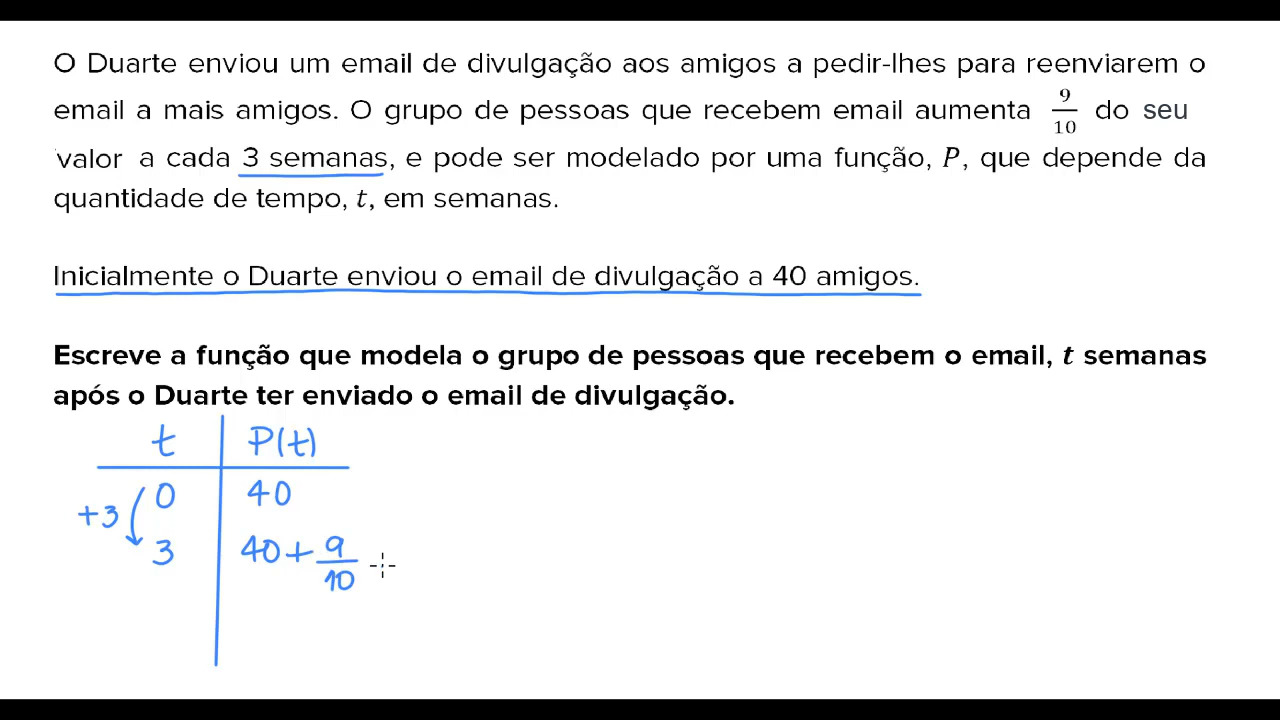 O Duarte enviou um email de divulgação aos amigos a pedir-lhes para reenviarem o
email a mais amigos. O grupo de pessoas que recebem email aumenta 9/10 do seu
valor a cada 3 semanas, e pode ser modelado por uma função, P, que depende da
quantidade de tempo, t, em semanas.
Inicialmente o Duarte enviou o email de divulgação a 40 amigos.
Escreve a função que modela o grupo de pessoas que recebem o email, t semanas
após o Duarte ter enviado o email de divulgação.
t P(t)
0 40
+3
3 40 + 9/10